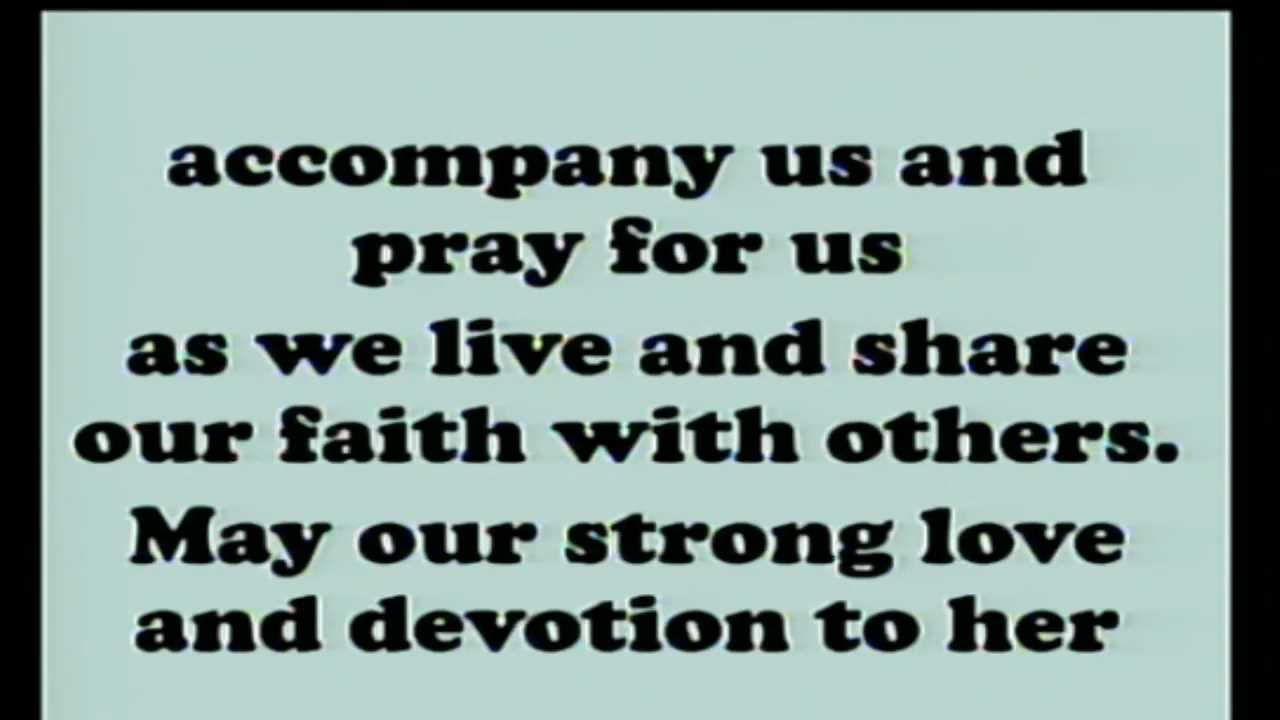 accompany us and
pray for us
as we live and share
our faith with others.
May our strong love
and devotion to her